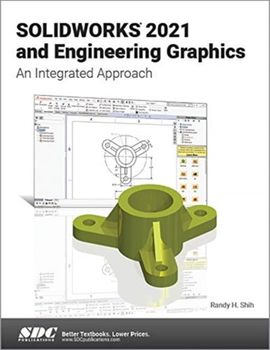 SOLIDWORKS® 2021
and Engineering Graphics
An Integrated Approach
Randy H. Shih
SDC
PUBLICATIONS
Better Textbooks. Lower Prices.
www.SDCpublications.com